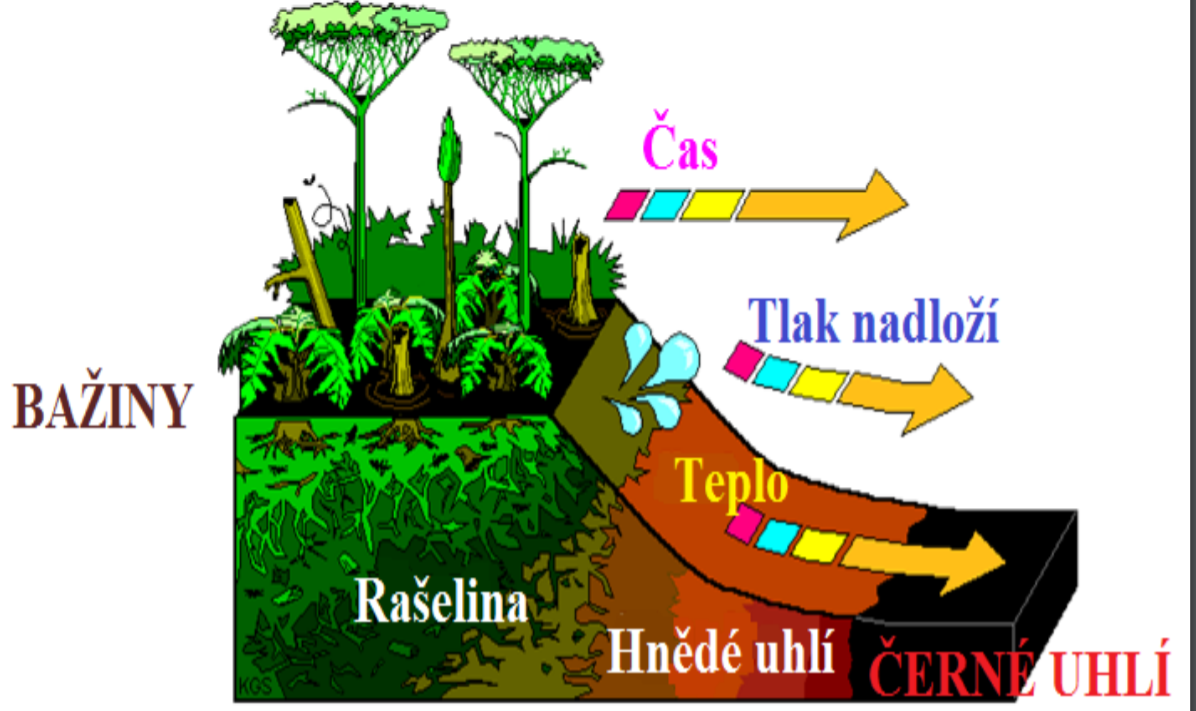 Čas
Tlak nadloží
BAŽINY
Teplo
Rašelina
Hnědé uhlí
ČERNÉ UHLÍ
KGS